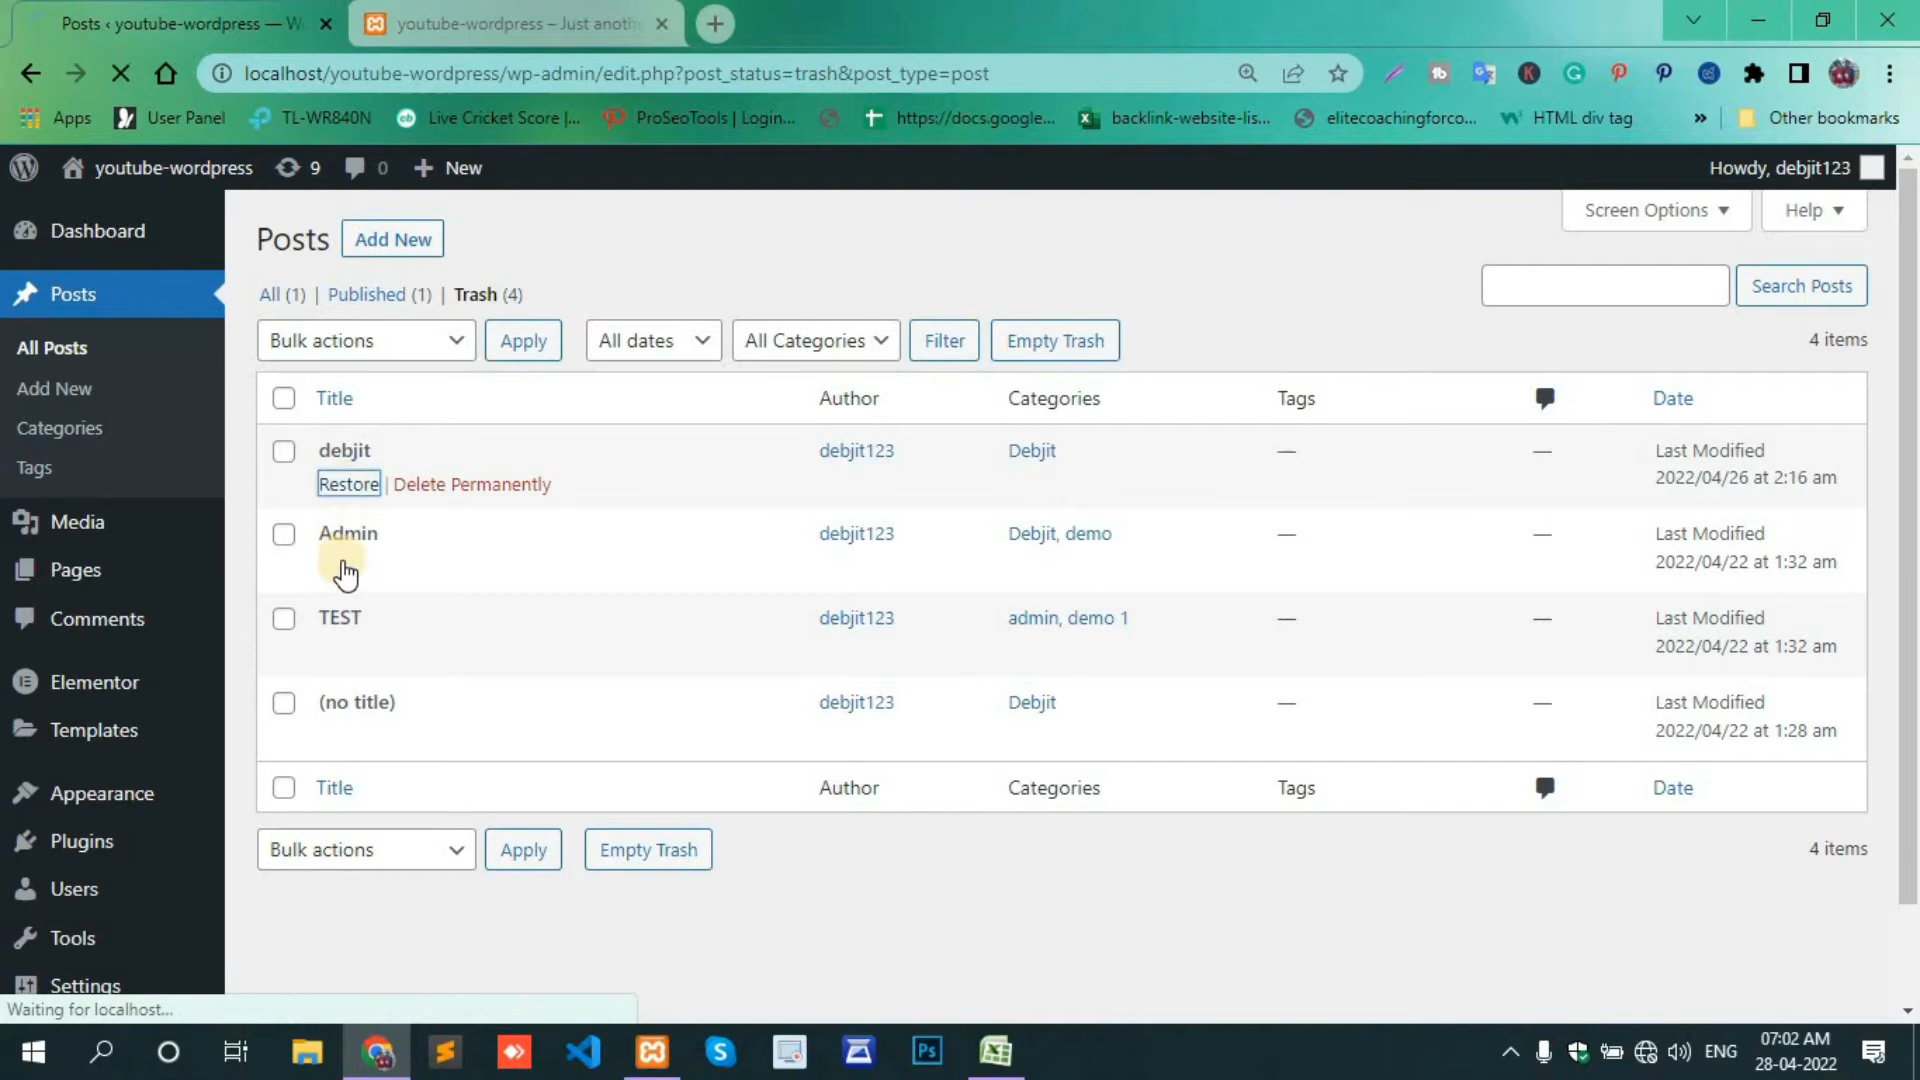 Posts ‹ youtube-wordpress — W
youtube-wordpress – Just anoth
localhost/youtube-wordpress/wp-admin/edit.php?post_status=trash&post_type=post
Apps
User Panel
TL-WR840N
Live Cricket Score |...
ProSeoTools | Login...
https://docs.google...
backlink-website-lis...
elitecoachingforco...
HTML div tag
»
Other bookmarks
youtube-wordpress
9
0
New
Howdy, debjit123
Dashboard
Posts
All Posts
Add New
Categories
Tags
Media
Pages
Comments
Elementor
Templates
Appearance
Plugins
Users
Tools
Settings
Screen Options
Help
Posts
Add New
All (1) | Published (1) | Trash (4)
Search Posts
Bulk actions
Apply
All dates
All Categories
Filter
Empty Trash
4 items
Title Author Categories Tags Date
debjit debjit123 Debjit — — Last Modified
2022/04/26 at 2:16 am
Restore | Delete Permanently
Admin debjit123 Debjit, demo — — Last Modified
2022/04/22 at 1:32 am
TEST debjit123 admin, demo 1 — — Last Modified
2022/04/22 at 1:32 am
(no title) debjit123 Debjit — — Last Modified
2022/04/22 at 1:28 am
Title Author Categories Tags Date
Bulk actions
Apply
Empty Trash
4 items
Waiting for localhost...
Ps
ENG
07:02 AM
28-04-2022